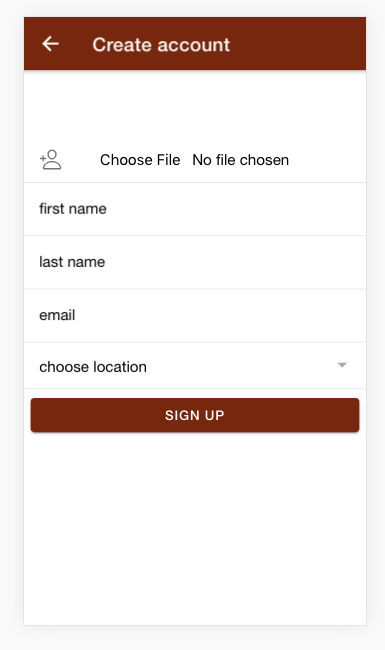 Create account
Choose File No file chosen
first name
last name
email
choose location
SIGN UP